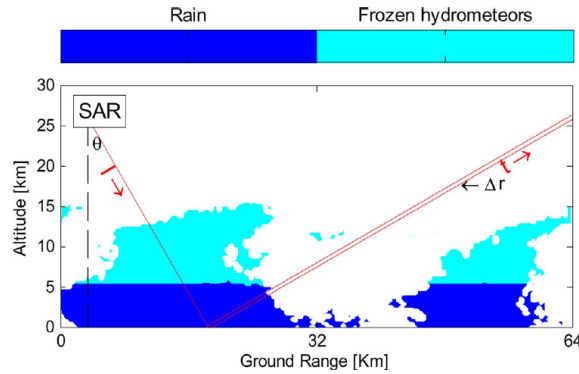 Rain Frozen hydrometeors
30
25
20
15
10
5
0
Altitude [km]
SAR
θ
t
← Δr
0 32 64
Ground Range [Km]